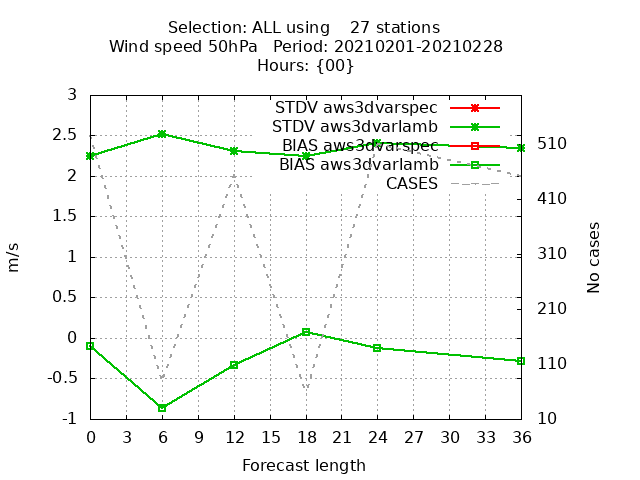 Selection: ALL using    27 stations
Wind speed 50hPa   Period: 20210201-20210228
Hours: {00}
STDV aws3dvarspec
STDV aws3dvarlamb
BIAS aws3dvarspec
BIAS aws3dvarlamb
CASES
3
2.5
2
1.5
1
0.5
0
-0.5
-1
m/s
510
410
310
210
110
10
No cases
0 3 6 9 12 15 18 21 24 27 30 33 36
Forecast length